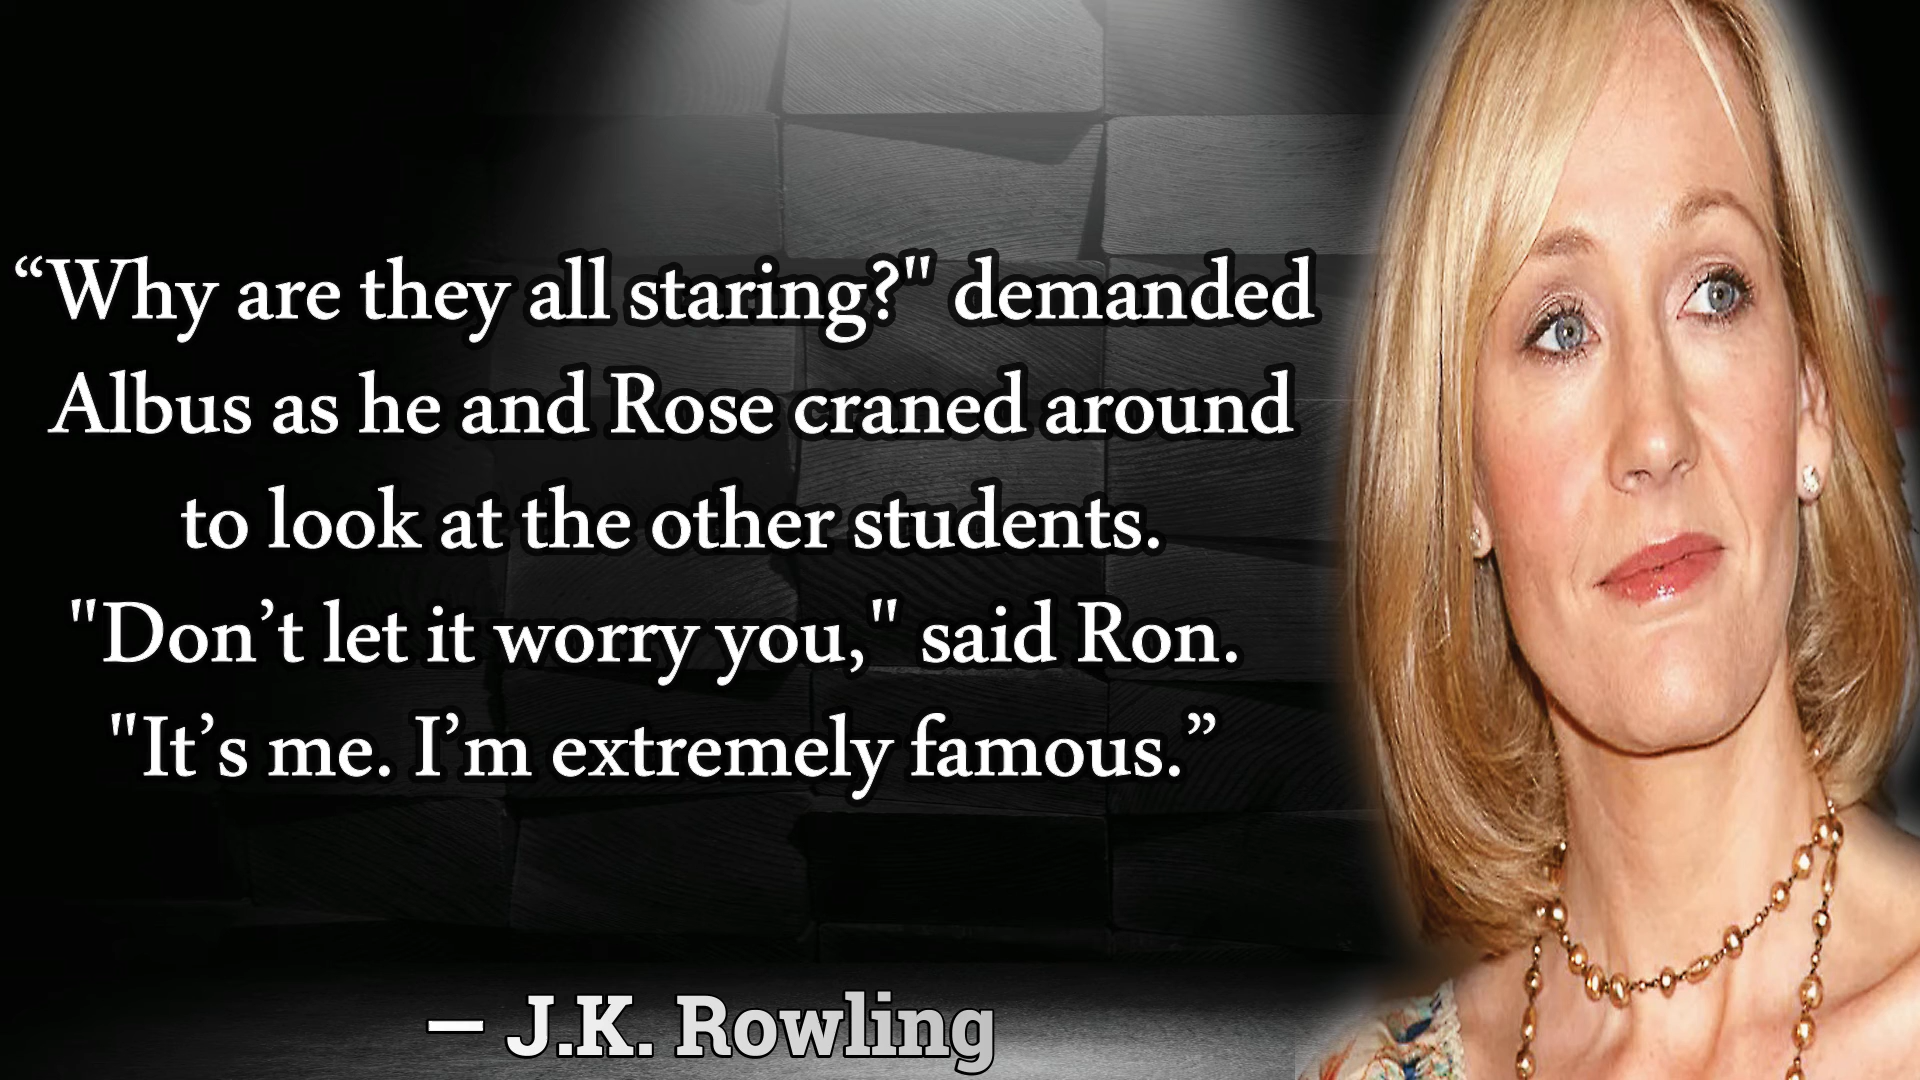 “Why are they all staring?" demanded
Albus as he and Rose craned around
to look at the other students.
"Don’t let it worry you," said Ron.
"It’s me. I’m extremely famous.”
— J.K. Rowling